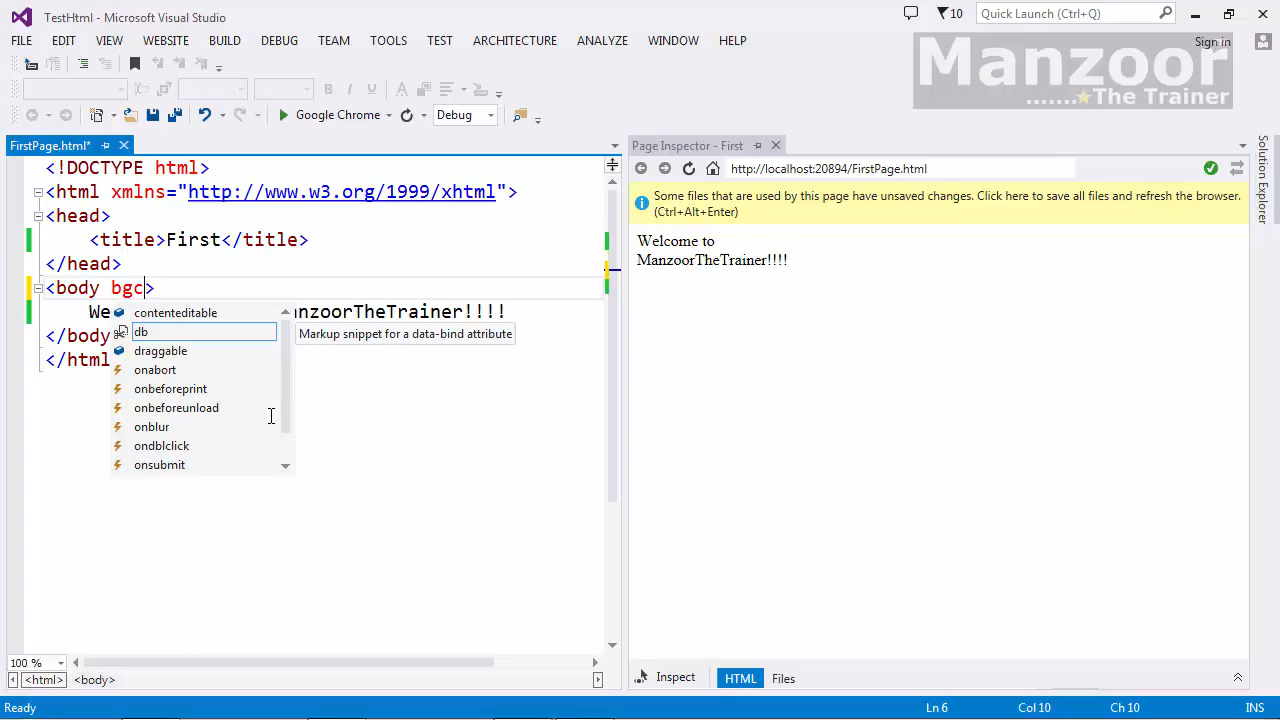 TestHtml - Microsoft Visual Studio
10
Quick Launch (Ctrl+Q)
FILE EDIT VIEW WEBSITE BUILD DEBUG TEAM TOOLS TEST ARCHITECTURE ANALYZE WINDOW HELP
Sign in
Manzoor
.......The Trainer
B I U A
Google Chrome
Debug
FirstPage.html*
<!DOCTYPE html>
<html xmlns="http://www.w3.org/1999/xhtml">
<head>
<title>First</title>
</head>
<body bgc>
We
anzoorTheTrainer!!!!
</body
</html
contenteditable
db
draggable
onabort
onbeforeprint
onbeforeunload
onblur
ondblclick
onsubmit
Markup snippet for a data-bind attribute
100 %
<html> <body>
Page Inspector - First
http://localhost:20894/FirstPage.html
Some files that are used by this page have unsaved changes. Click here to save all files and refresh the browser.
(Ctrl+Alt+Enter)
Welcome to
ManzoorTheTrainer!!!!
Inspect HTML Files
Solution Explorer
Ready Ln 6 Col 10 Ch 10 INS